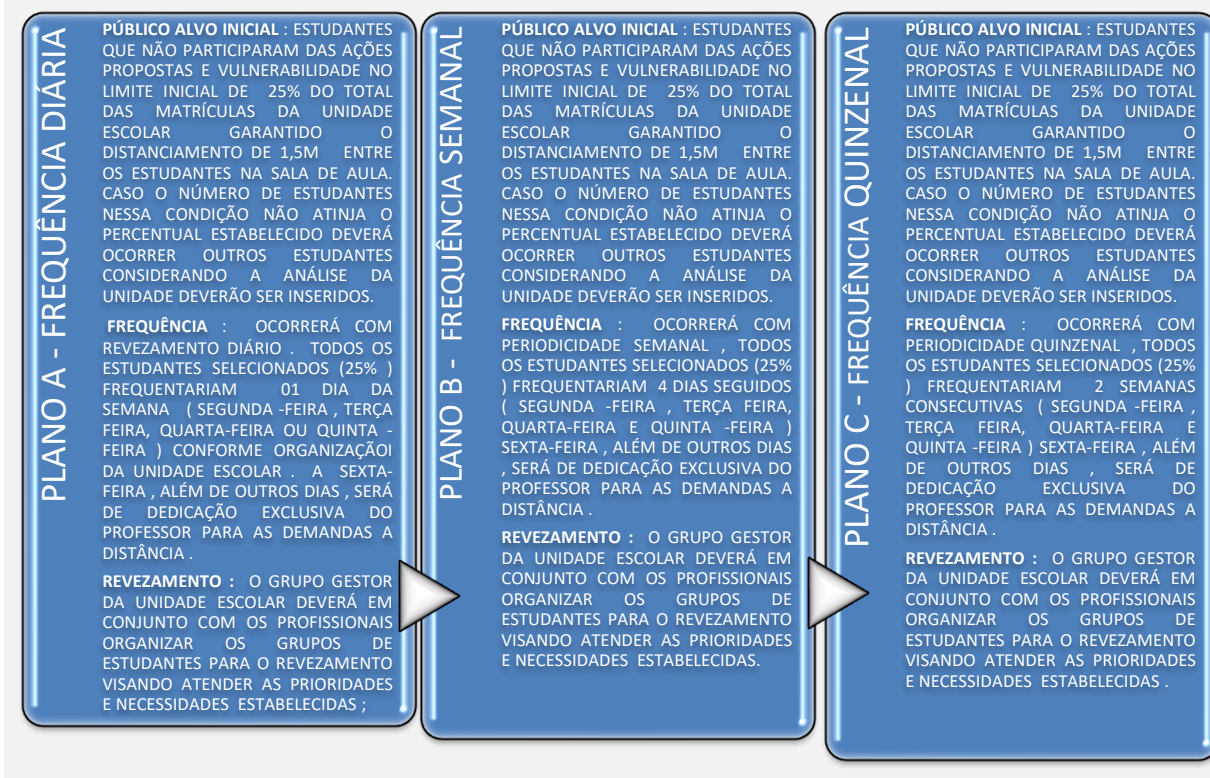 PLANO A - FREQUÊNCIA DIÁRIA
PÚBLICO ALVO INICIAL : ESTUDANTES
QUE NÃO PARTICIPARAM DAS AÇÕES
PROPOSTAS E VULNERABILIDADE NO
LIMITE INICIAL DE 25% DO TOTAL
DAS MATRÍCULAS DA UNIDADE
ESCOLAR GARANTIDO O
DISTANCIAMENTO DE 1,5M ENTRE
OS ESTUDANTES NA SALA DE AULA.
CASO O NÚMERO DE ESTUDANTES
NESSA CONDIÇÃO NÃO ATINJA O
PERCENTUAL ESTABELECIDO DEVERÁ
OCORRER OUTROS ESTUDANTES
CONSIDERANDO A ANÁLISE DA
UNIDADE DEVERÃO SER INSERIDOS.
FREQUÊNCIA : OCORRERÁ COM
REVEZAMENTO DIÁRIO . TODOS OS
ESTUDANTES SELECIONADOS (25% )
FREQUENTARIAM 01 DIA DA
SEMANA ( SEGUNDA -FEIRA , TERÇA
FEIRA, QUARTA-FEIRA OU QUINTA -
FEIRA ) CONFORME ORGANIZAÇÃOI
DA UNIDADE ESCOLAR . A SEXTA-
FEIRA , ALÉM DE OUTROS DIAS , SERÁ
DE DEDICAÇÃO EXCLUSIVA DO
PROFESSOR PARA AS DEMANDAS A
DISTÂNCIA .
REVEZAMENTO : O GRUPO GESTOR
DA UNIDADE ESCOLAR DEVERÁ EM
CONJUNTO COM OS PROFISSIONAIS
ORGANIZAR OS GRUPOS DE
ESTUDANTES PARA O REVEZAMENTO
VISANDO ATENDER AS PRIORIDADES
E NECESSIDADES ESTABELECIDAS ;
PLANO B - FREQUÊNCIA SEMANAL
PÚBLICO ALVO INICIAL : ESTUDANTES
QUE NÃO PARTICIPARAM DAS AÇÕES
PROPOSTAS E VULNERABILIDADE NO
LIMITE INICIAL DE 25% DO TOTAL
DAS MATRÍCULAS DA UNIDADE
ESCOLAR GARANTIDO O
DISTANCIAMENTO DE 1,5M ENTRE
OS ESTUDANTES NA SALA DE AULA.
CASO O NÚMERO DE ESTUDANTES
NESSA CONDIÇÃO NÃO ATINJA O
PERCENTUAL ESTABELECIDO DEVERÁ
OCORRER OUTROS ESTUDANTES
CONSIDERANDO A ANÁLISE DA
UNIDADE DEVERÃO SER INSERIDOS.
FREQUÊNCIA : OCORRERÁ COM
PERIODICIDADE SEMANAL , TODOS
OS ESTUDANTES SELECIONADOS (25%
) FREQUENTARIAM 4 DIAS SEGUIDOS
( SEGUNDA -FEIRA , TERÇA FEIRA,
QUARTA-FEIRA E QUINTA -FEIRA )
SEXTA-FEIRA , ALÉM DE OUTROS DIAS
, SERÁ DE DEDICAÇÃO EXCLUSIVA DO
PROFESSOR PARA AS DEMANDAS A
DISTÂNCIA .
REVEZAMENTO : O GRUPO GESTOR
DA UNIDADE ESCOLAR DEVERÁ EM
CONJUNTO COM OS PROFISSIONAIS
ORGANIZAR OS GRUPOS DE
ESTUDANTES PARA O REVEZAMENTO
VISANDO ATENDER AS PRIORIDADES
E NECESSIDADES ESTABELECIDAS.
PLANO C - FREQUÊNCIA QUINZENAL
PÚBLICO ALVO INICIAL : ESTUDANTES
QUE NÃO PARTICIPARAM DAS AÇÕES
PROPOSTAS E VULNERABILIDADE NO
LIMITE INICIAL DE 25% DO TOTAL
DAS MATRÍCULAS DA UNIDADE
ESCOLAR GARANTIDO O
DISTANCIAMENTO DE 1,5M ENTRE
OS ESTUDANTES NA SALA DE AULA.
CASO O NÚMERO DE ESTUDANTES
NESSA CONDIÇÃO NÃO ATINJA O
PERCENTUAL ESTABELECIDO DEVERÁ
OCORRER OUTROS ESTUDANTES
CONSIDERANDO A ANÁLISE DA
UNIDADE DEVERÃO SER INSERIDOS.
FREQUÊNCIA : OCORRERÁ COM
PERIODICIDADE QUINZENAL , TODOS
OS ESTUDANTES SELECIONADOS (25%
) FREQUENTARIAM 2 SEMANAS
CONSECUTIVAS ( SEGUNDA -FEIRA ,
TERÇA FEIRA, QUARTA-FEIRA E
QUINTA -FEIRA ) SEXTA-FEIRA , ALÉM
DE OUTROS DIAS , SERÁ DE
DEDICAÇÃO EXCLUSIVA DO
PROFESSOR PARA AS DEMANDAS A
DISTÂNCIA .
REVEZAMENTO : O GRUPO GESTOR
DA UNIDADE ESCOLAR DEVERÁ EM
CONJUNTO COM OS PROFISSIONAIS
ORGANIZAR OS GRUPOS DE
ESTUDANTES PARA O REVEZAMENTO
VISANDO ATENDER AS PRIORIDADES
E NECESSIDADES ESTABELECIDAS .